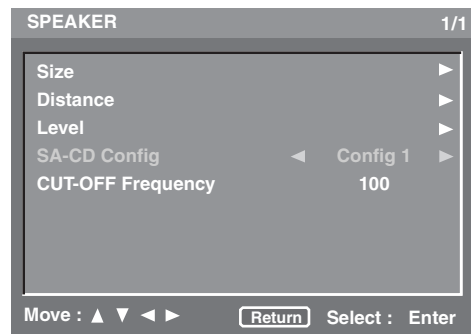 SPEAKER 1/1
Size ►
Distance ►
Level ►
SA-CD Config ◄ Config 1 ►
CUT-OFF Frequency 100
Move : ▲ ▼ ◄ ► Return Select : Enter